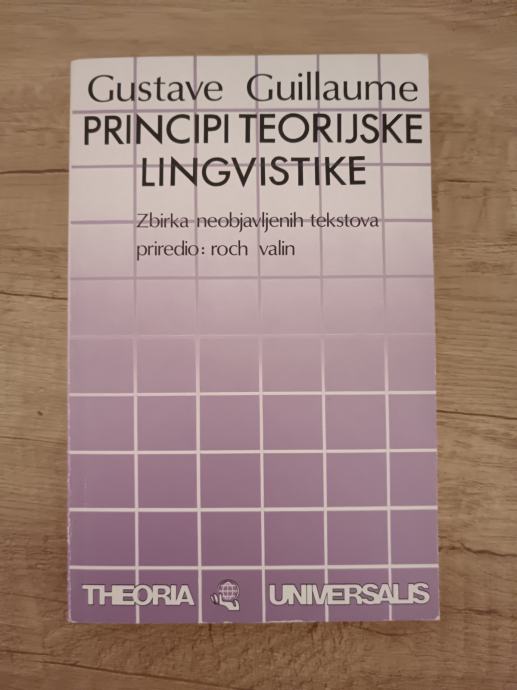 Gustave Guillaume
PRINCIPI TEORIJSKE
LINGVISTIKE
Zbirka neobjavljenih tekstova
priredio: roch valin
THEORIA UNIVERSALIS